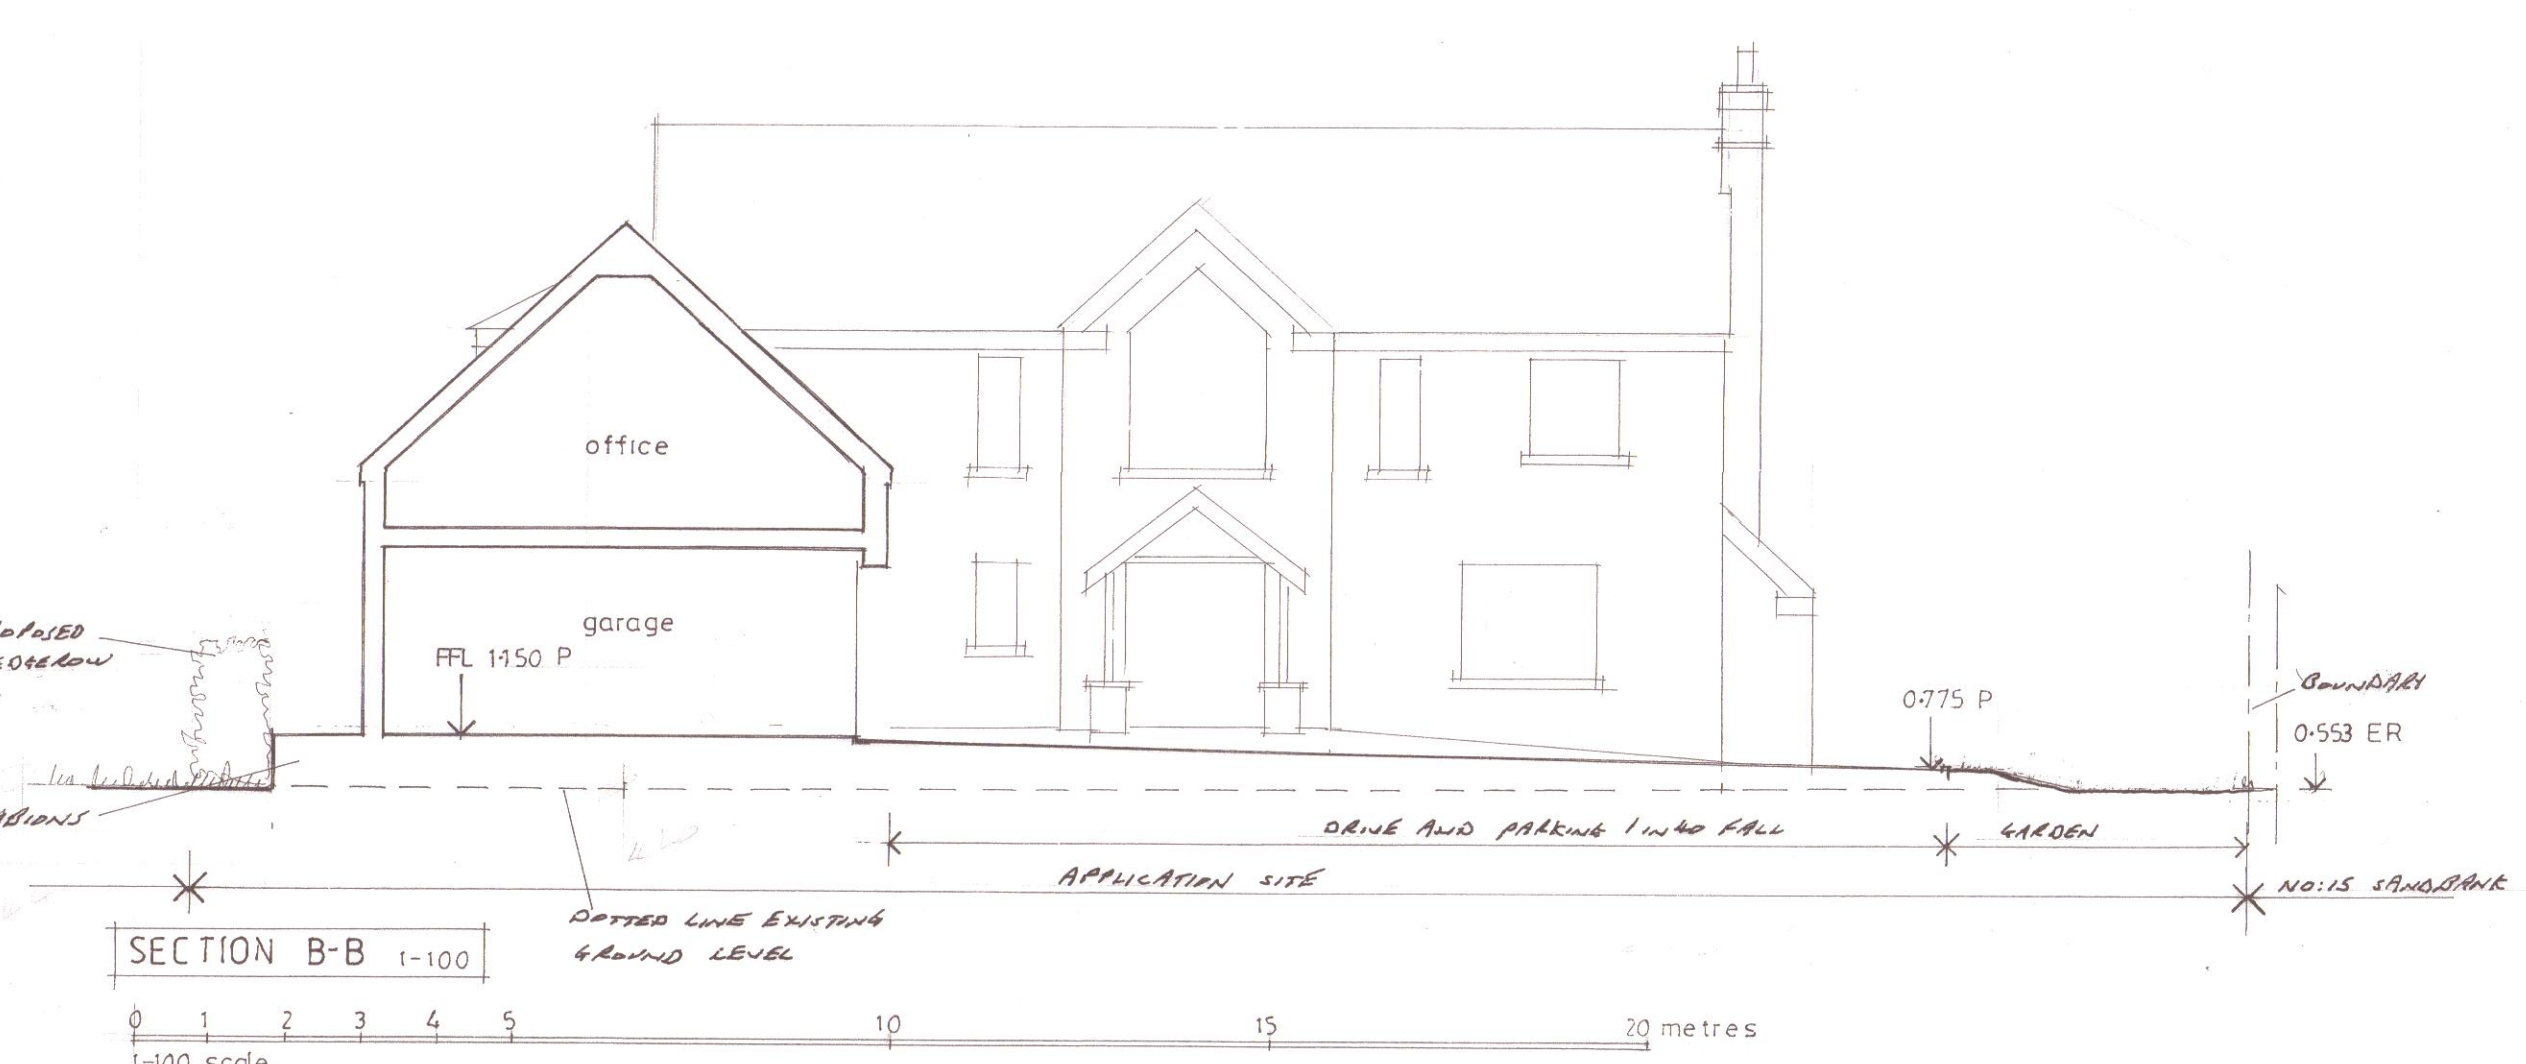 office
garage
OPOSED
EDGEROW
FFL 1·150 P
0·775 P
BOUNDARY
0·553 ER
ABIONS
DRIVE AND PARKING 1 IN 40 FALL
GARDEN
APPLICATION SITE
NO:15 SANDBANK
DOTTED LINE EXISTING
GROUND LEVEL
SECTION B-B 1-100
0 1 2 3 4 5 10 15 20 metres
1-100 scale